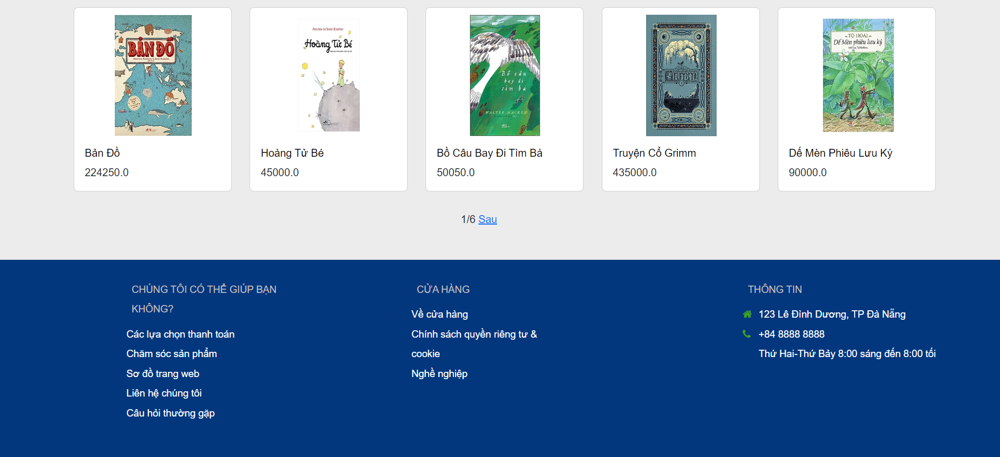 BẢN ĐỒ
ANTOINE DE SAINT-EXUPÉRY
Hoàng Tử Bé
Bồ câu
bay đi
tìm bà
WALTER MACKEN
Grimm
TÔ HOÀI
Dế Mèn phiêu lưu ký
Bản Đồ
224250.0
Hoàng Tử Bé
45000.0
Bồ Câu Bay Đi Tìm Bà
50050.0
Truyện Cổ Grimm
435000.0
Dế Mèn Phiêu Lưu Ký
90000.0
1/6 Sau
CHÚNG TÔI CÓ THỂ GIÚP BẠN
KHÔNG?
Các lựa chọn thanh toán
Chăm sóc sản phẩm
Sơ đồ trang web
Liên hệ chúng tôi
Câu hỏi thường gặp
CỬA HÀNG
Về cửa hàng
Chính sách quyền riêng tư &
cookie
Nghề nghiệp
THÔNG TIN
123 Lê Đình Dương, TP Đà Nẵng
+84 8888 8888
Thứ Hai-Thứ Bảy 8:00 sáng đến 8:00 tối